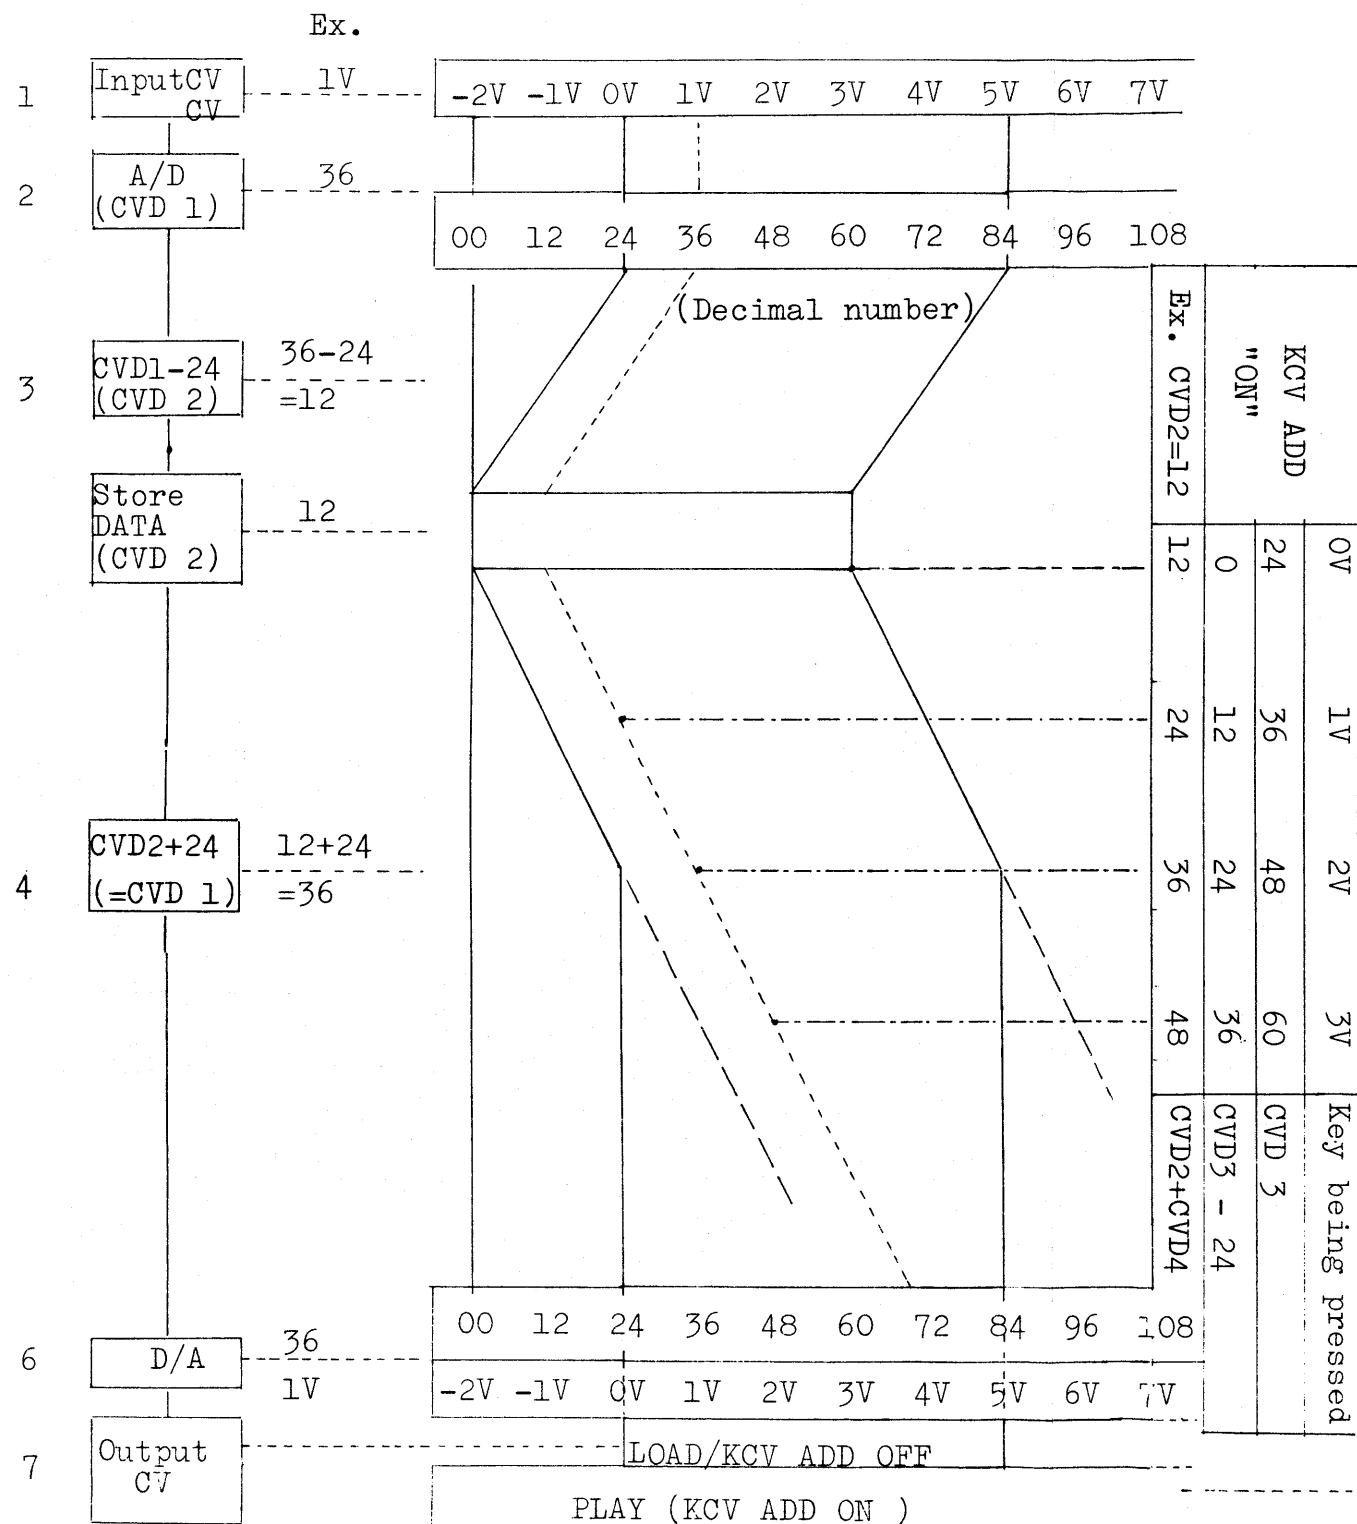 Ex.
1
InputCV
CV
1V
-2V -1V 0V 1V 2V 3V 4V 5V 6V 7V
2
A/D
(CVD 1)
36
00 12 24 36 48 60 72 84 96 108
(Decimal number)
3
CVD1-24
(CVD 2)
36-24
=12
Store
DATA
(CVD 2)
12
4
CVD2+24
(=CVD 1)
12+24
=36
KCV ADD
"ON"
Ex. CVD2=12
0V 1V 2V 3V Key being pressed
24 36 48 60 CVD 3
0 12 24 36 CVD3 - 24
12 24 36 48 CVD2+CVD4
6
D/A
36
1V
00 12 24 36 48 60 72 84 96 108
-2V -1V 0V 1V 2V 3V 4V 5V 6V 7V
7
Output
CV
LOAD/KCV ADD OFF
PLAY (KCV ADD ON )